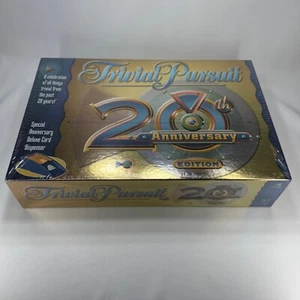 A celebration
of all things
trivial from
the past
20 years!
Trivial Pursuit
20th
Anniversary
EDITION
Special
Anniversary
Deluxe Card
Dispenser
Trivial Pursuit
20